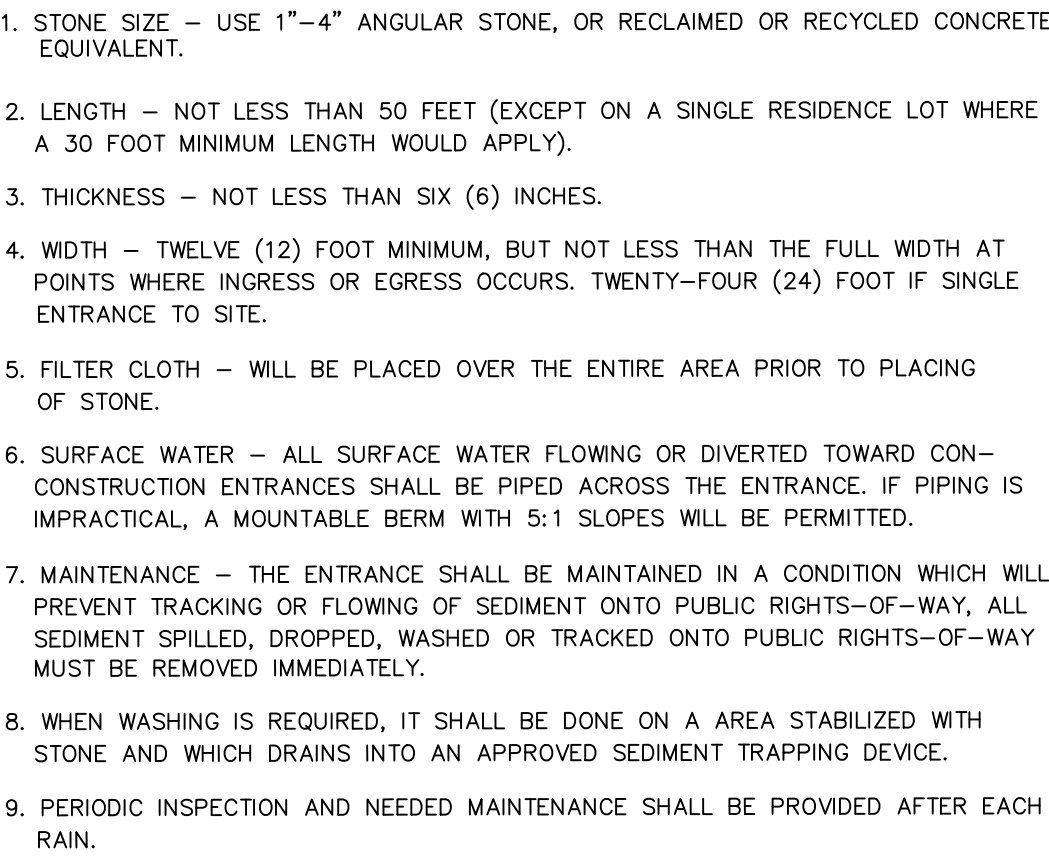 1. STONE SIZE – USE 1”–4” ANGULAR STONE, OR RECLAIMED OR RECYCLED CONCRETE
EQUIVALENT.
2. LENGTH – NOT LESS THAN 50 FEET (EXCEPT ON A SINGLE RESIDENCE LOT WHERE
A 30 FOOT MINIMUM LENGTH WOULD APPLY).
3. THICKNESS – NOT LESS THAN SIX (6) INCHES.
4. WIDTH – TWELVE (12) FOOT MINIMUM, BUT NOT LESS THAN THE FULL WIDTH AT
POINTS WHERE INGRESS OR EGRESS OCCURS. TWENTY–FOUR (24) FOOT IF SINGLE
ENTRANCE TO SITE.
5. FILTER CLOTH – WILL BE PLACED OVER THE ENTIRE AREA PRIOR TO PLACING
OF STONE.
6. SURFACE WATER – ALL SURFACE WATER FLOWING OR DIVERTED TOWARD CON–
CONSTRUCTION ENTRANCES SHALL BE PIPED ACROSS THE ENTRANCE. IF PIPING IS
IMPRACTICAL, A MOUNTABLE BERM WITH 5:1 SLOPES WILL BE PERMITTED.
7. MAINTENANCE – THE ENTRANCE SHALL BE MAINTAINED IN A CONDITION WHICH WILL
PREVENT TRACKING OR FLOWING OF SEDIMENT ONTO PUBLIC RIGHTS–OF–WAY, ALL
SEDIMENT SPILLED, DROPPED, WASHED OR TRACKED ONTO PUBLIC RIGHTS–OF–WAY
MUST BE REMOVED IMMEDIATELY.
8. WHEN WASHING IS REQUIRED, IT SHALL BE DONE ON A AREA STABILIZED WITH
STONE AND WHICH DRAINS INTO AN APPROVED SEDIMENT TRAPPING DEVICE.
9. PERIODIC INSPECTION AND NEEDED MAINTENANCE SHALL BE PROVIDED AFTER EACH
RAIN.